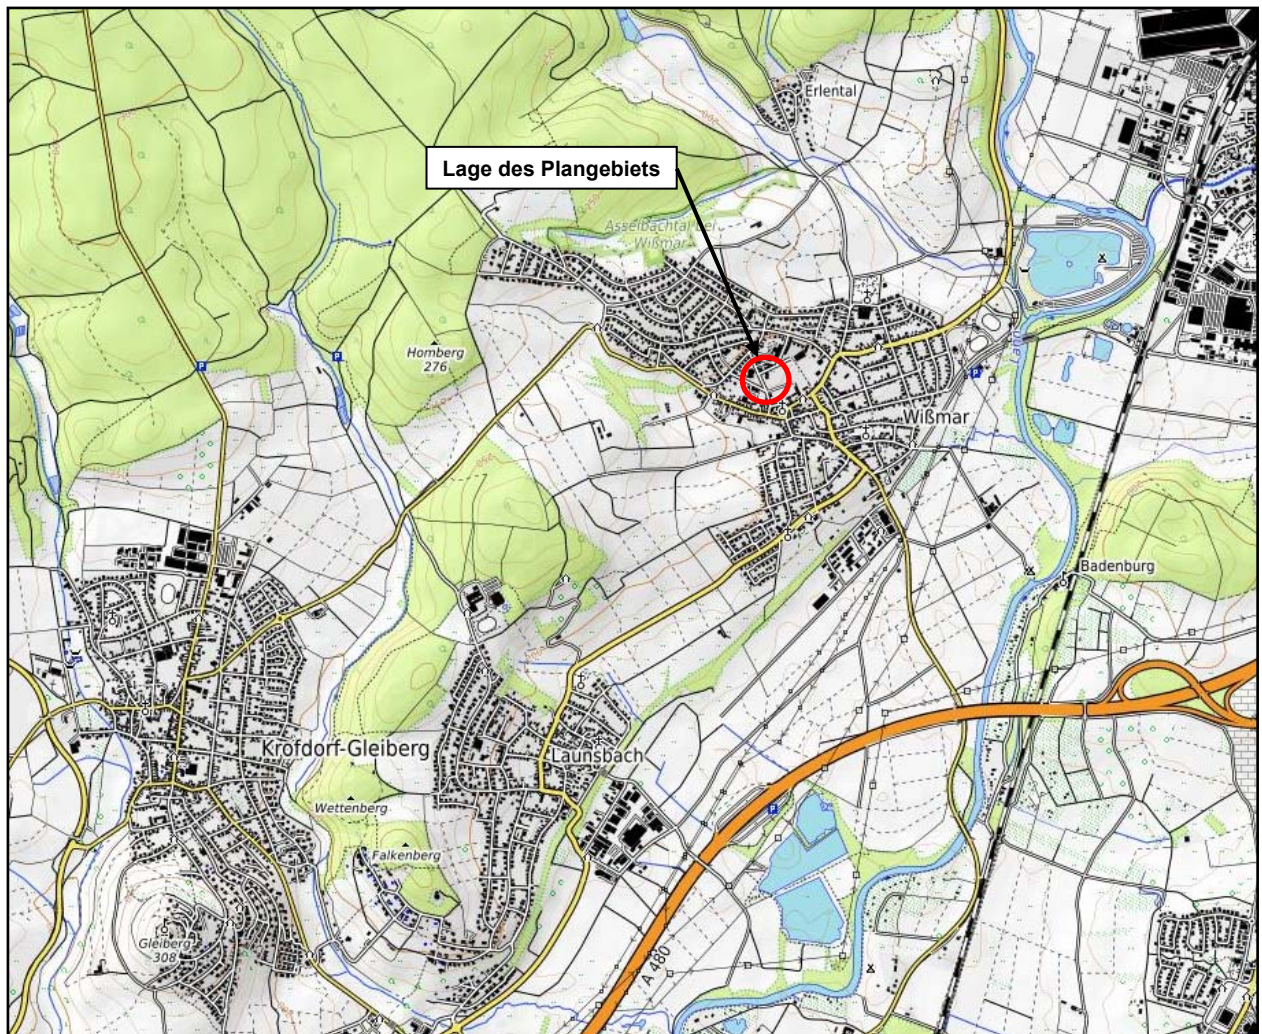 Erlental
Lage des Plangebiets
Asselbachtal bei
Wißmar
Homberg
276
Lahn
Wißmar
Badenburg
Krofdorf-Gleiberg
Launsbach
Wettenberg
Falkenberg
Gleiberg
308
A 480
P
P
P
P